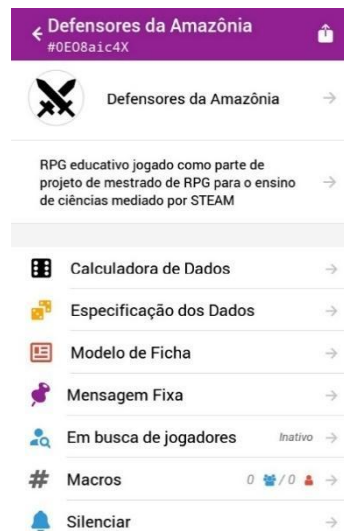 Defensores da Amazônia
#0E08aic4X
Defensores da Amazônia
RPG educativo jogado como parte de
projeto de mestrado de RPG para o ensino
de ciências mediado por STEAM
Calculadora de Dados
Especificação dos Dados
Modelo de Ficha
Mensagem Fixa
Em busca de jogadores Inativo
Macros 0 / 0
Silenciar